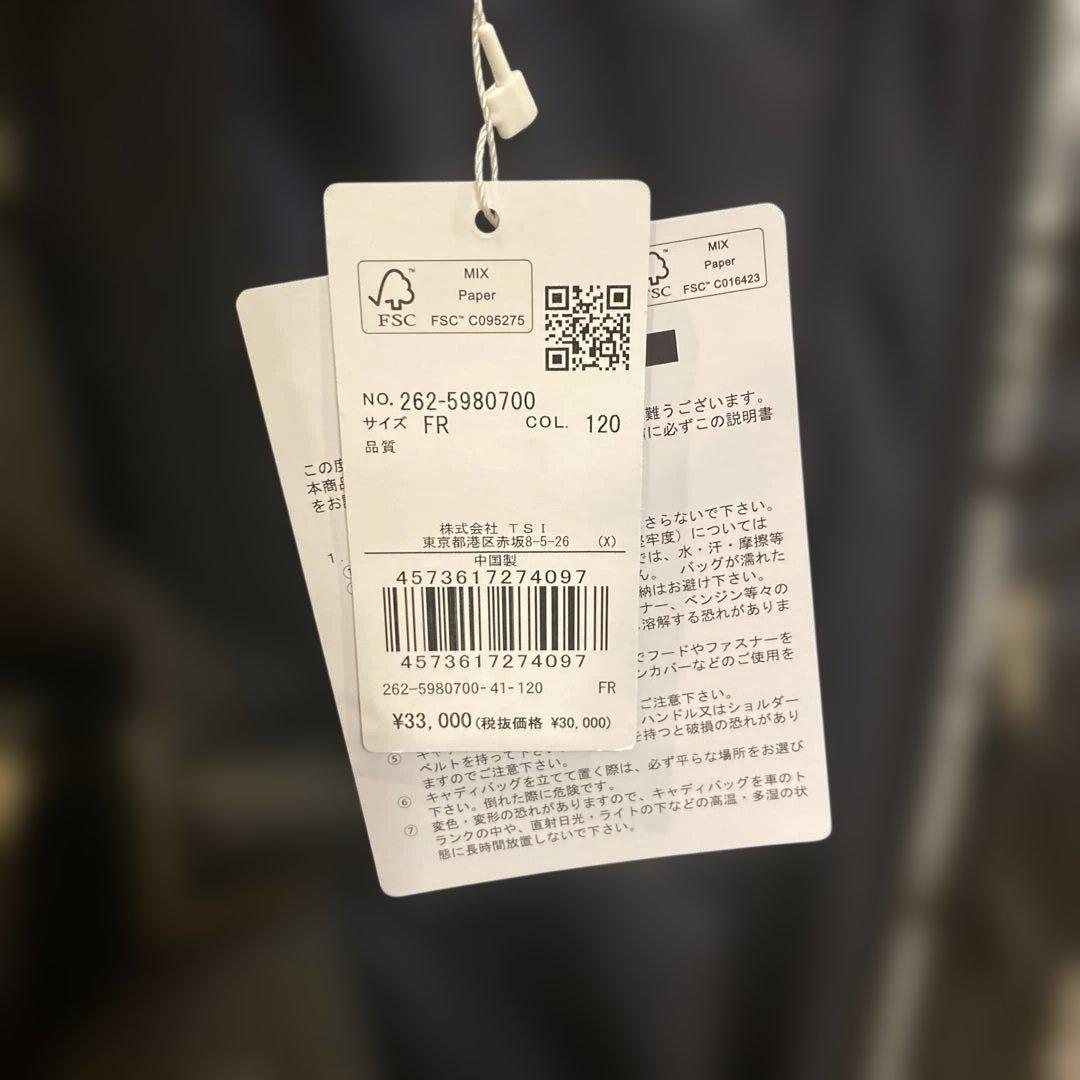 MIX
Paper
FSC™ C095275
FSC
NO. 262-5980700
サイズ FR COL. 120
品質
株式会社 TSI
東京都港区赤坂8-5-26 (X)
中国製
4573617274097
4573617274097
262-5980700-41-120 FR
¥33,000(税抜価格 ¥30,000)
MIX
Paper
FSC™ C016423
難うございます。
に必ずこの説明書
この度
本商品
をお
さらないで下さい。
牢度）については
では、水・汗・摩擦等
ん。 バッグが濡れた
納はお避け下さい。
ナー、ベンジン等々の
溶解する恐れがありま
でフードやファスナーを
ンカバーなどのご使用を
ご注意下さい。
ハンドル又はショルダー
を持つと破損の恐れがあり
1.
⑤
ベルトを持って下さい。
ますのでご注意下さい。
⑥ キャディバッグを立てて置く際は、必ず平らな場所をお選び
下さい。倒れた際に危険です。
⑦ 変色・変形の恐れがありますので、キャディバッグを車のト
ランクの中や、直射日光・ライトの下などの高温・多湿の状
態に長時間放置しないで下さい。